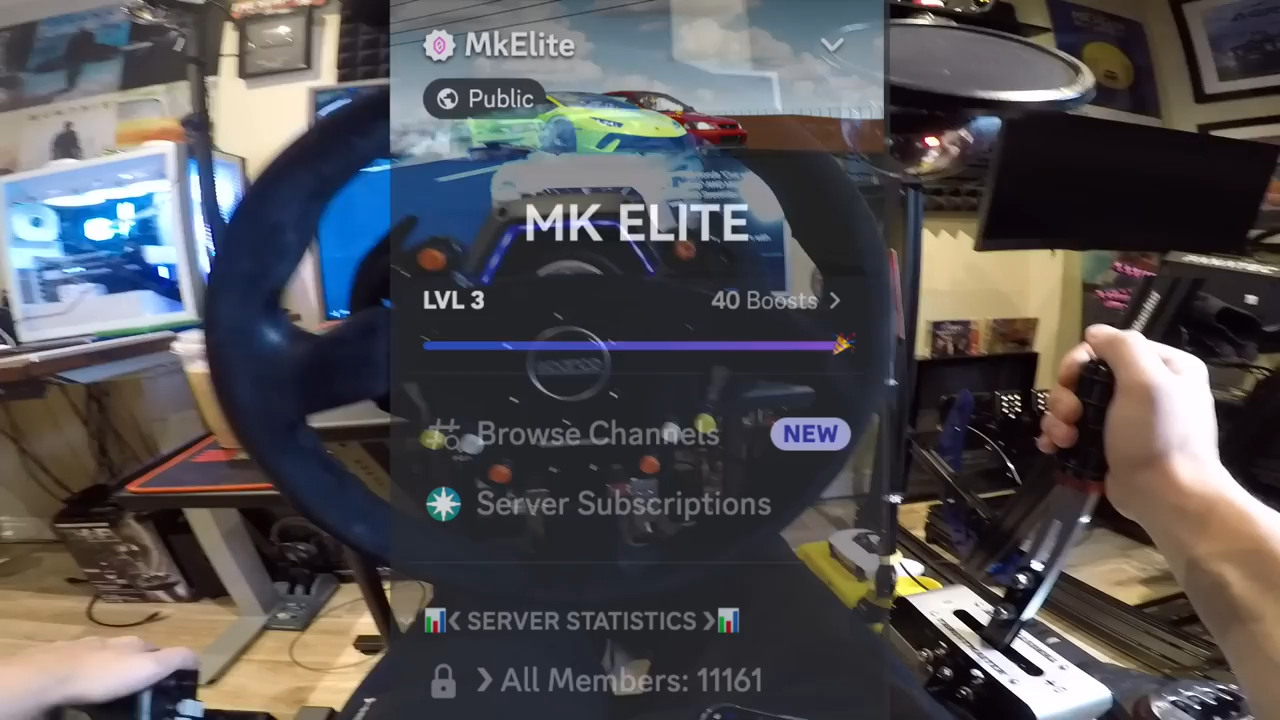 MkElite
Public
MK ELITE
LVL 3
40 Boosts
Browse Channels
NEW
Server Subscriptions
📊❮ SERVER STATISTICS ❯📊
❯ All Members: 11161